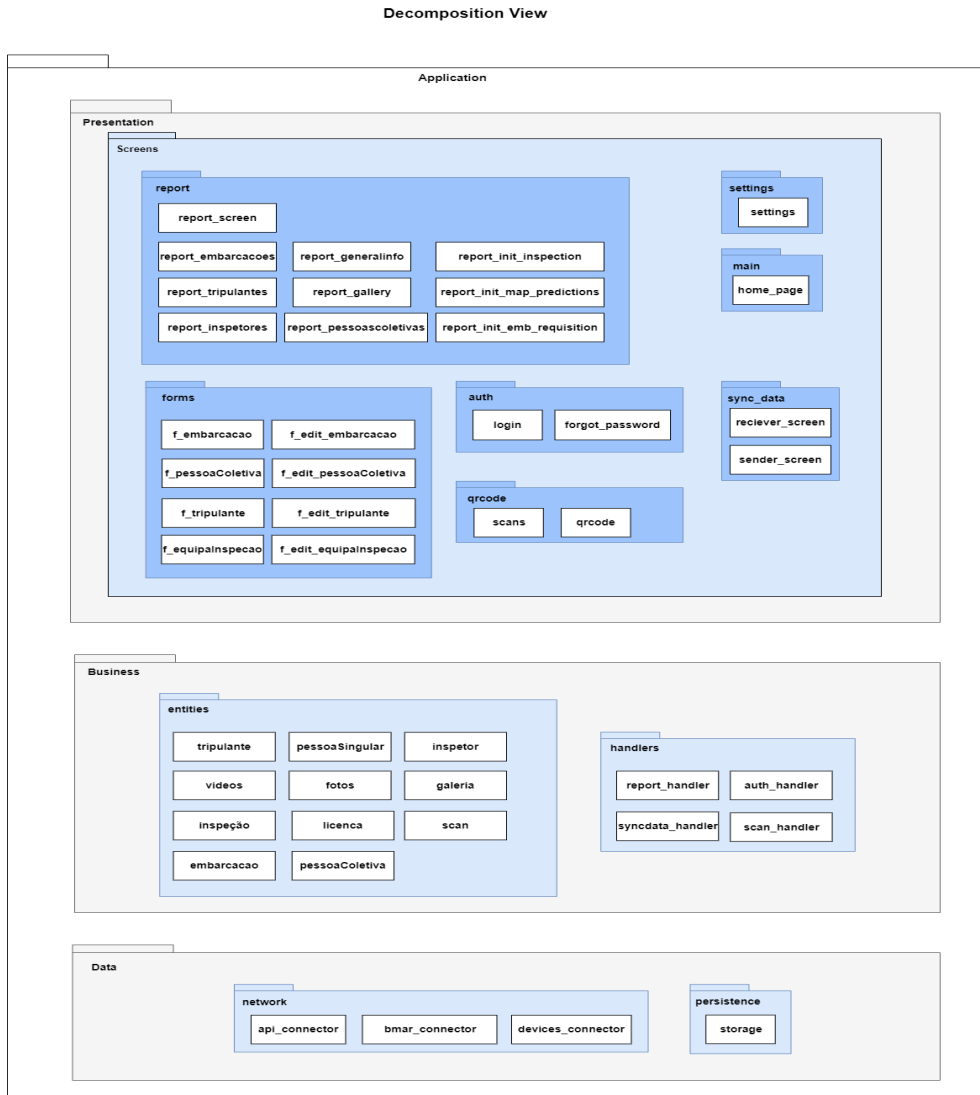 Decomposition View
Application
Presentation
Screens
report
report_screen
report_embarcacoes
report_generalinfo
report_init_inspection
report_tripulantes
report_gallery
report_init_map_predictions
report_inspetores
report_pessoascoletivas
report_init_emb_requisition
settings
settings
main
home_page
forms
f_embarcacao
f_edit_embarcacao
f_pessoaColetiva
f_edit_pessoaColetiva
f_tripulante
f_edit_tripulante
f_equipaInspecao
f_edit_equipaInspecao
auth
login
forgot_password
qrcode
scans
qrcode
sync_data
reciever_screen
sender_screen
Business
entities
tripulante
pessoaSingular
inspetor
videos
fotos
galeria
inspeção
licenca
scan
embarcacao
pessoaColetiva
handlers
report_handler
auth_handler
syncdata_handler
scan_handler
Data
network
api_connector
bmar_connector
devices_connector
persistence
storage